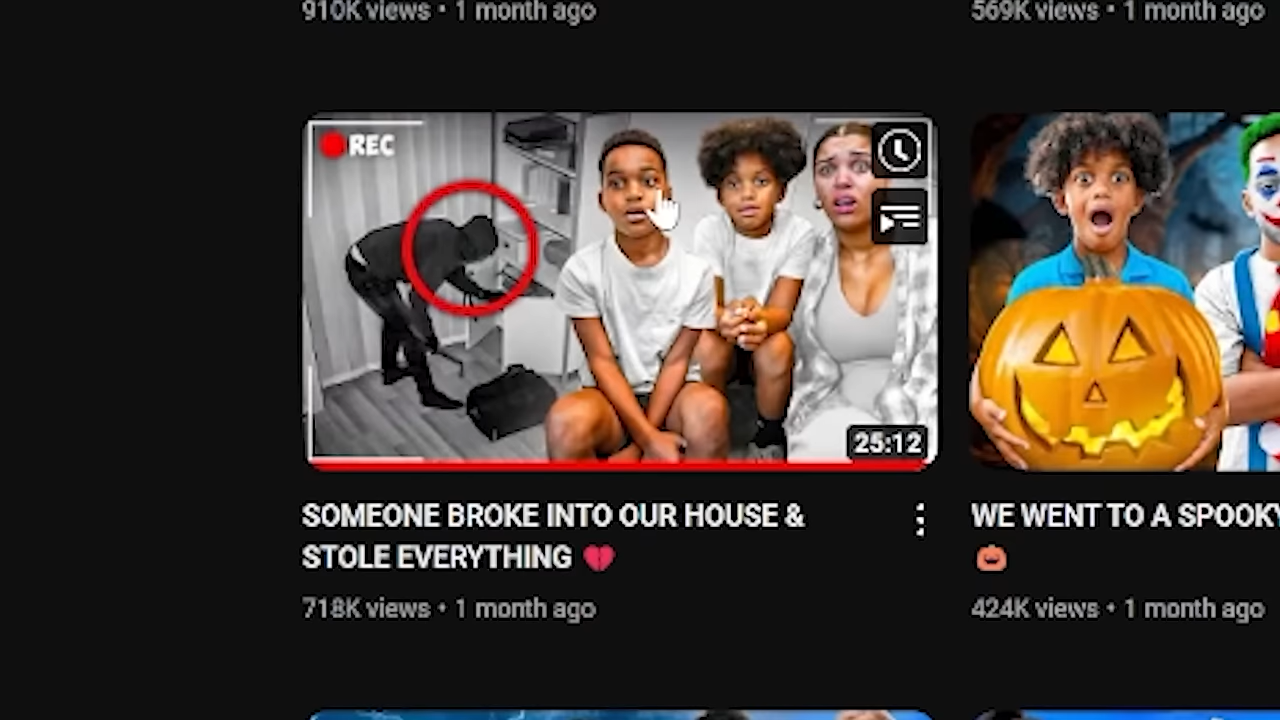 910K views • 1 month ago
569K views • 1 month ago
REC
25:12
SOMEONE BROKE INTO OUR HOUSE &
STOLE EVERYTHING 💔
718K views • 1 month ago
WE WENT TO A SPOOKY
🎃
424K views • 1 month ago